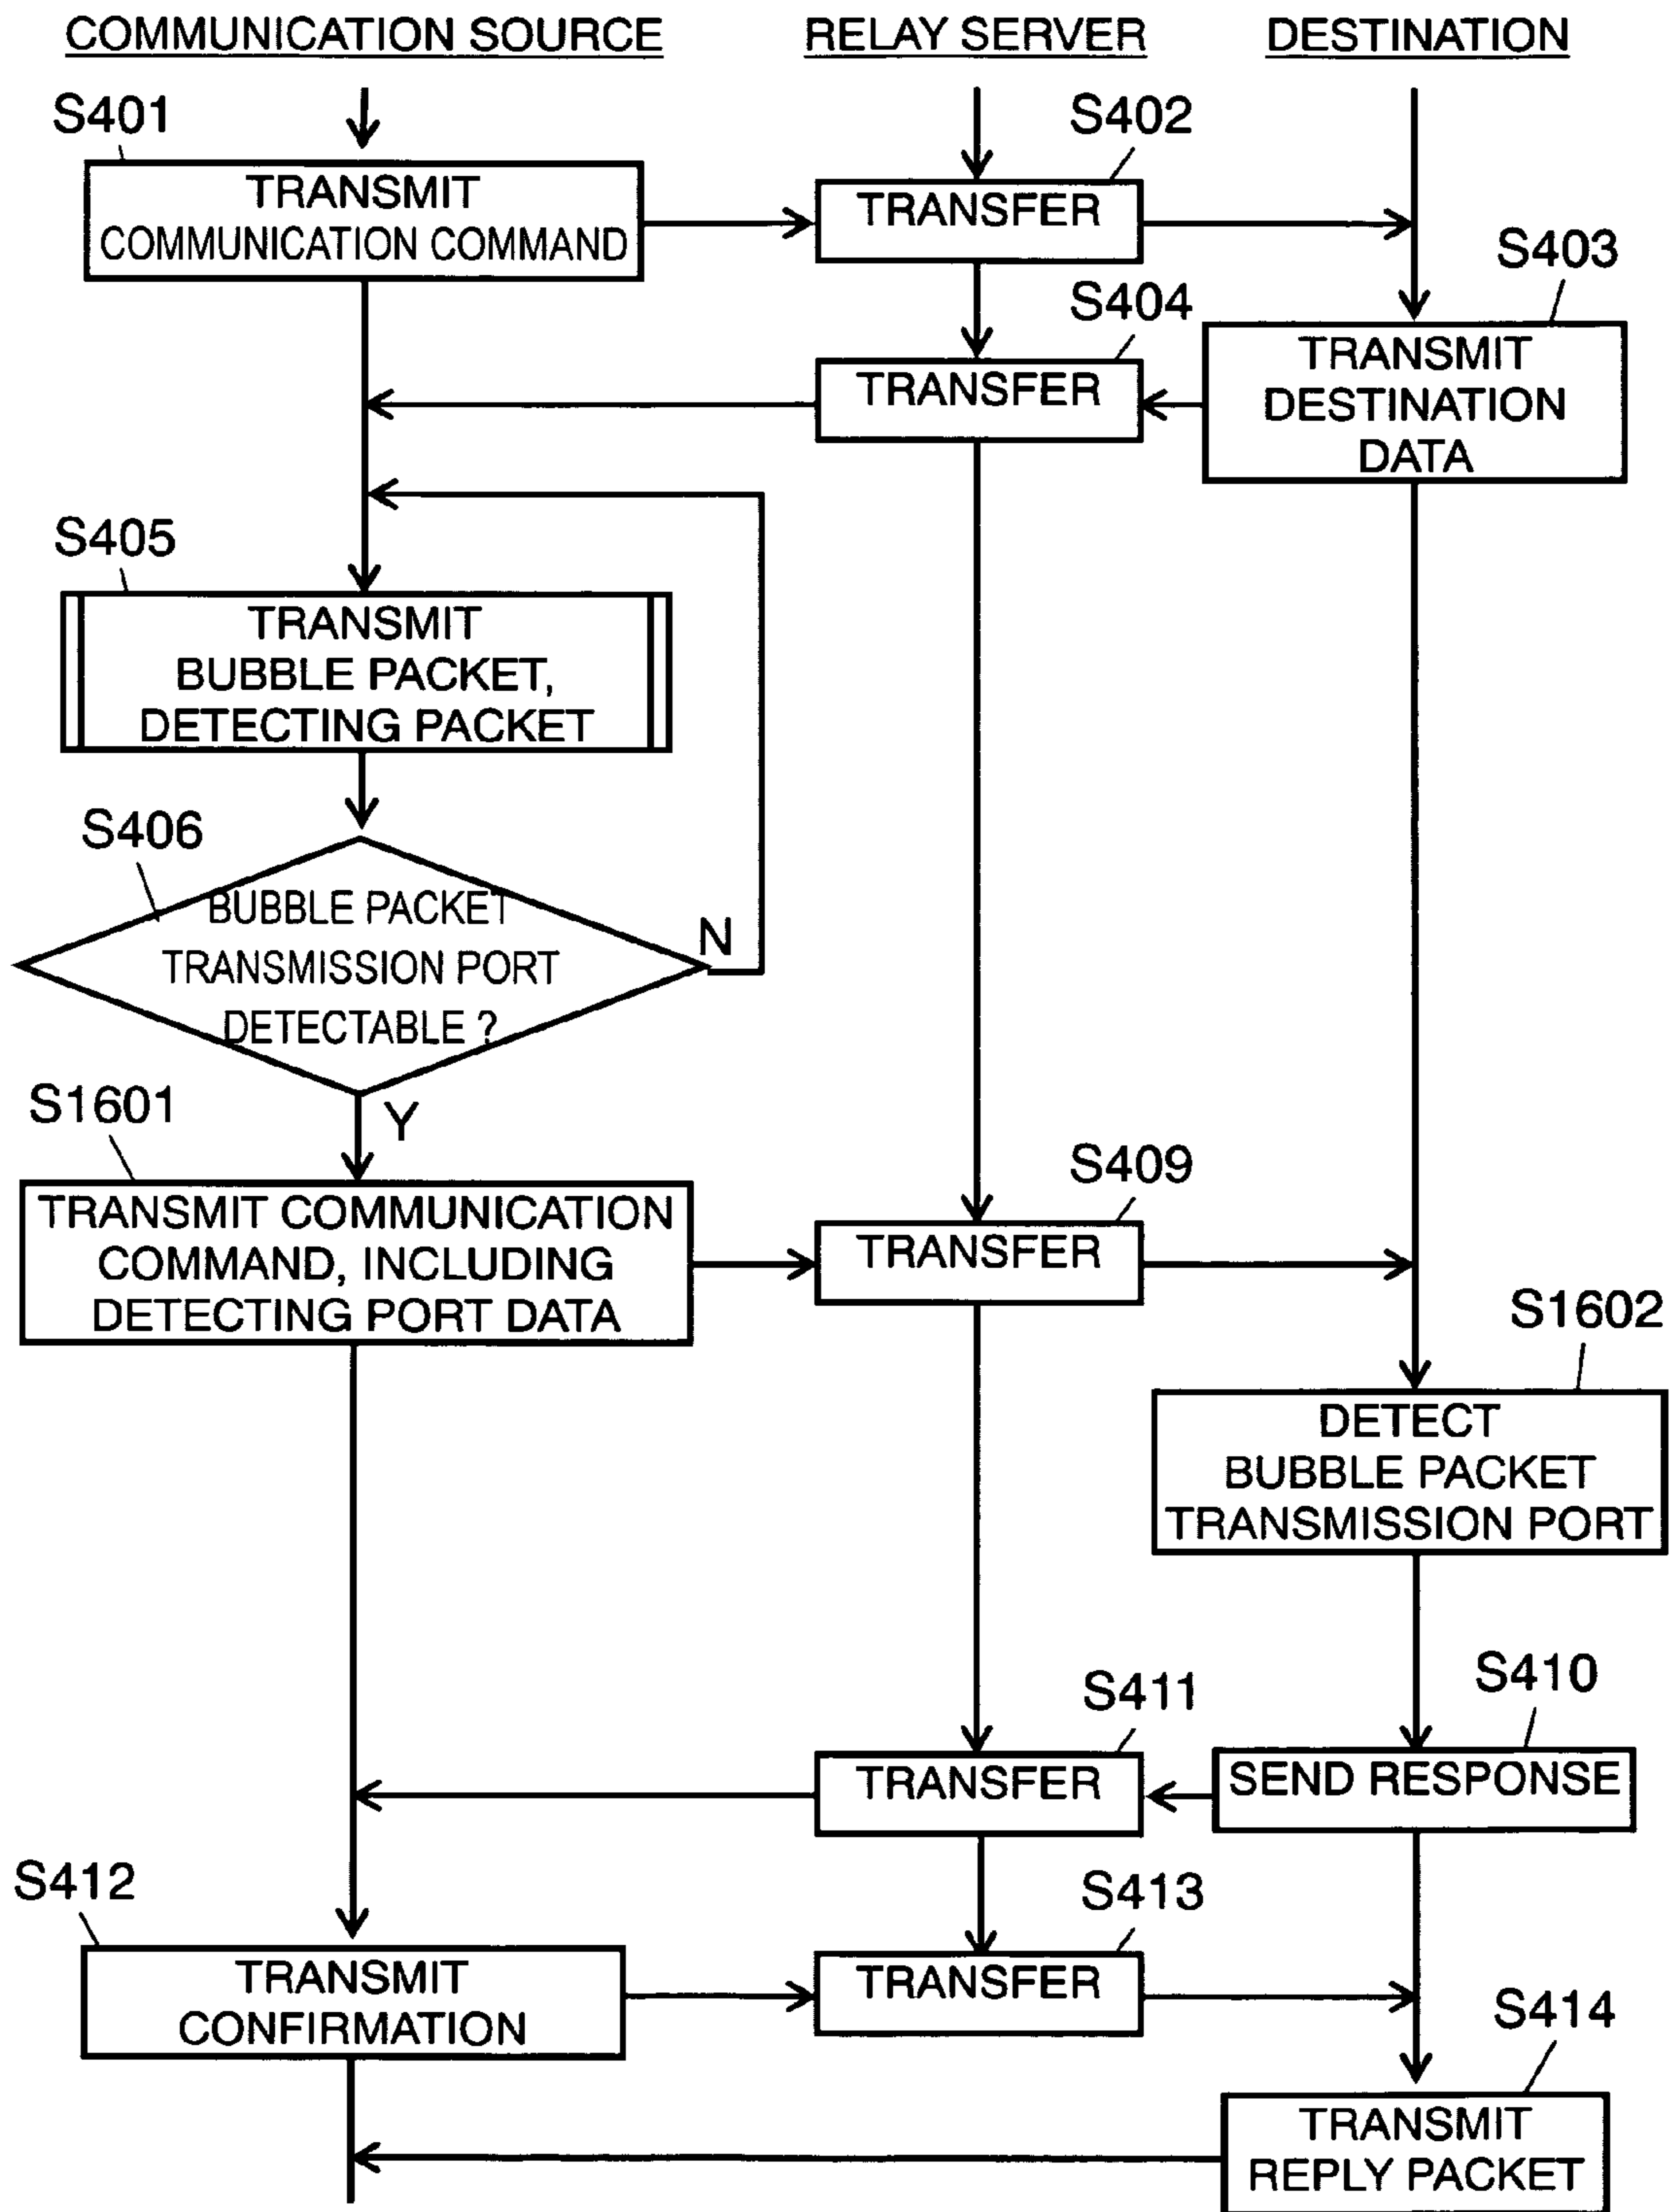 COMMUNICATION SOURCE
RELAY SERVER
DESTINATION
S401
TRANSMIT
COMMUNICATION COMMAND
S402
TRANSFER
S403
TRANSMIT
DESTINATION
DATA
S404
TRANSFER
S405
TRANSMIT
BUBBLE PACKET,
DETECTING PACKET
S406
BUBBLE PACKET
TRANSMISSION PORT
DETECTABLE ?
N
Y
S1601
TRANSMIT COMMUNICATION
COMMAND, INCLUDING
DETECTING PORT DATA
S409
TRANSFER
S1602
DETECT
BUBBLE PACKET
TRANSMISSION PORT
S410
SEND RESPONSE
S411
TRANSFER
S412
TRANSMIT
CONFIRMATION
S413
TRANSFER
S414
TRANSMIT
REPLY PACKET